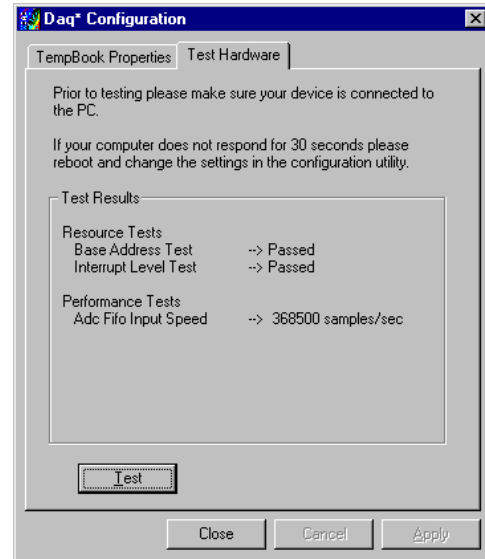 Daq* Configuration
TempBook Properties
Test Hardware
Prior to testing please make sure your device is connected to
the PC.
If your computer does not respond for 30 seconds please
reboot and change the settings in the configuration utility.
Test Results
Resource Tests
Base Address Test --> Passed
Interrupt Level Test --> Passed
Performance Tests
Adc Fifo Input Speed --> 368500 samples/sec
Test
Close
Cancel
Apply